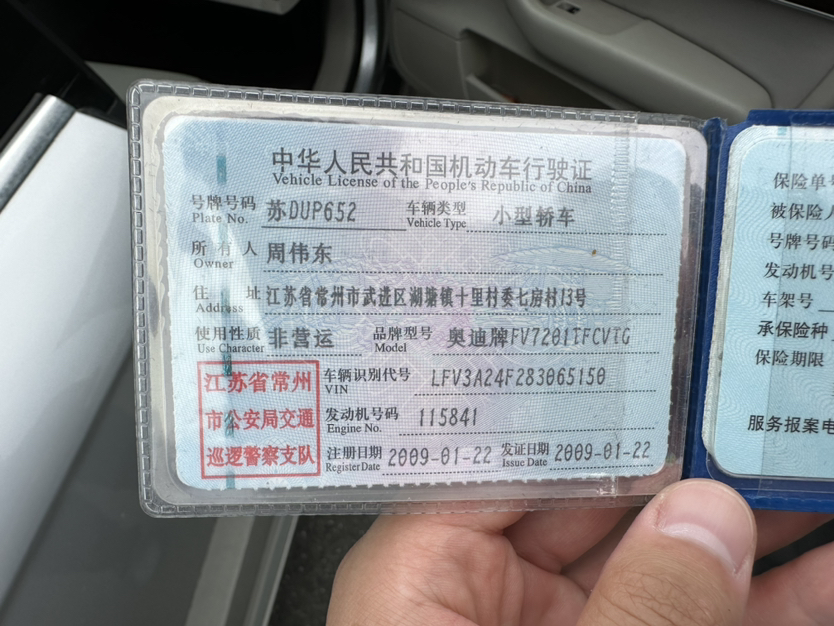 中华人民共和国机动车行驶证
Vehicle License of the People's Republic of China
号牌号码 苏DUP652 车辆类型 小型轿车
Plate No. Vehicle Type
所有人 周伟东
Owner
住址 江苏省常州市武进区湖塘镇十里村委七房村13号
Address
使用性质 非营运 品牌型号 奥迪牌FV7201TFCVTG
Use Character Model
江苏省常州
市公安局交通
巡逻警察支队
车辆识别代号 LFV3A24F283065150
VIN
发动机号码 115841
Engine No.
注册日期 2009-01-22 发证日期 2009-01-22
Register Date Issue Date
保险单号
被保险
号牌号码
发动机号
车架号
承保险种
保险期限
服务报案电